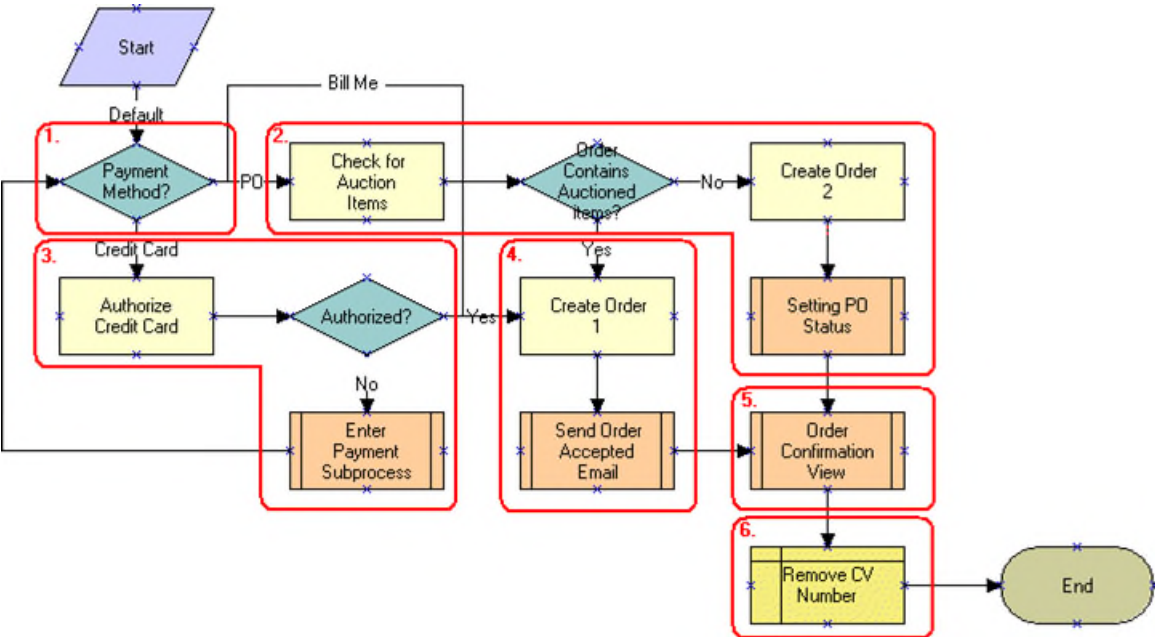 Start
Bill Me
Default
1.
2.
Payment
Method?
PO
Check for
Auction
Items
Order
Contains
Auctioned
items?
No
Create Order
2
3.
Credit Card
4.
Yes
Authorize
Credit Card
Authorized?
Yes
Create Order
1
Setting PO
Status
No
5.
Enter
Payment
Subprocess
Send Order
Accepted
Email
Order
Confirmation
View
6.
Remove CV
Number
End